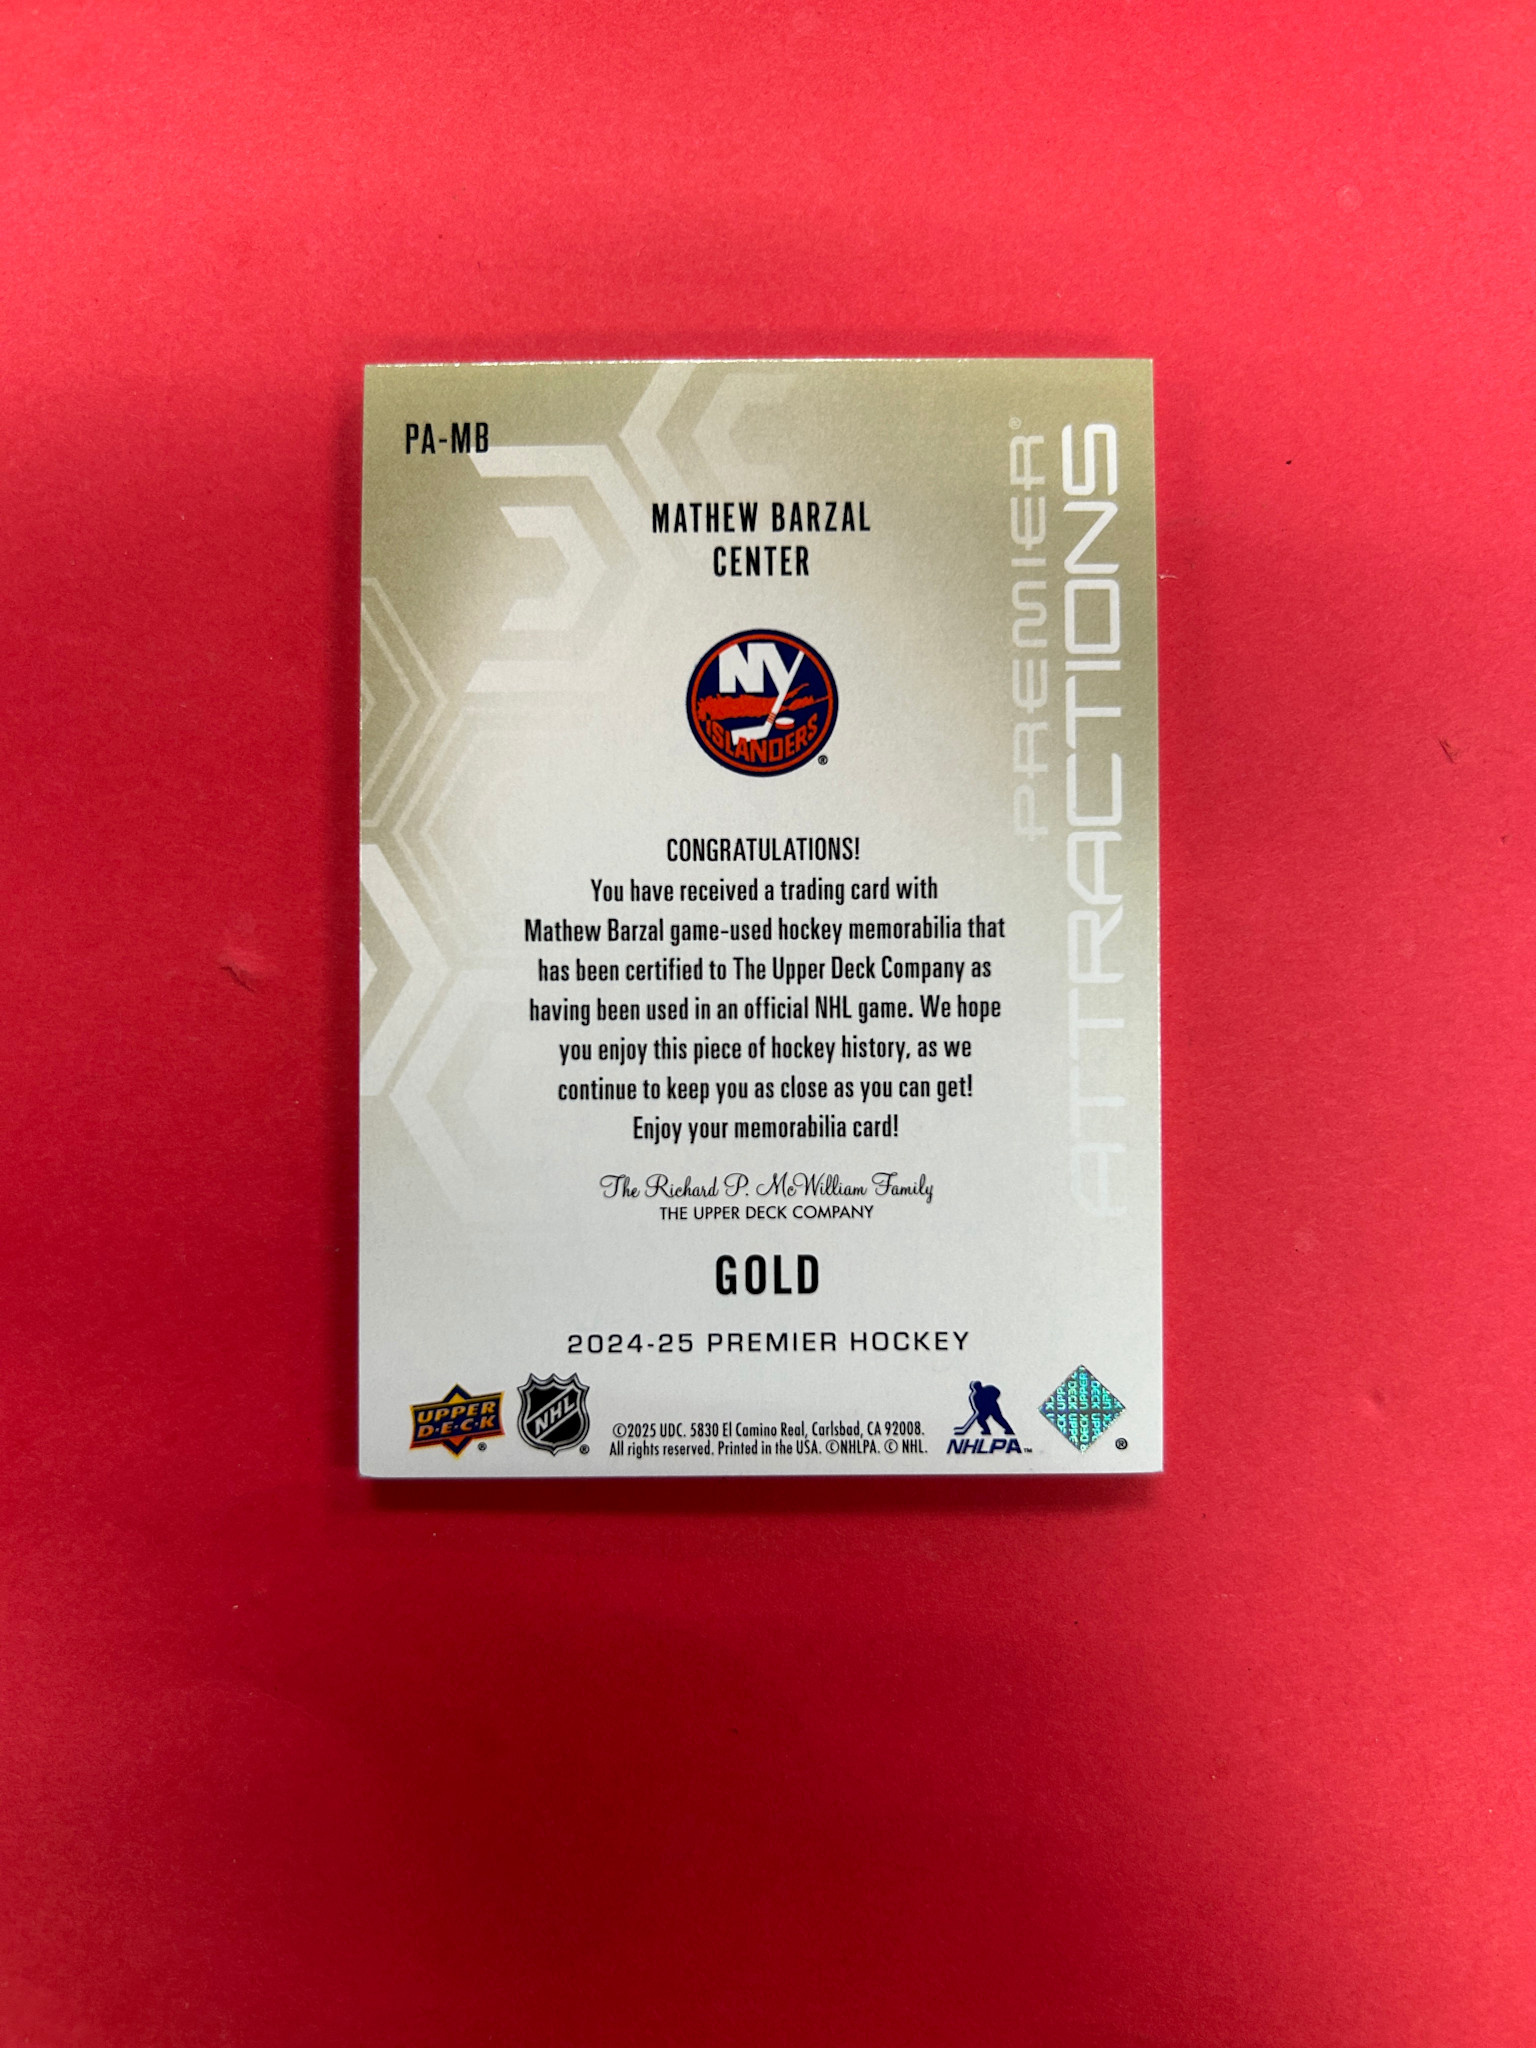 PA-MB
MATHEW BARZAL
CENTER
PREMIER®
ATTRACTIONS
NY
ISLANDERS
®
CONGRATULATIONS!
You have received a trading card with
Mathew Barzal game-used hockey memorabilia that
has been certified to The Upper Deck Company as
having been used in an official NHL game. We hope
you enjoy this piece of hockey history, as we
continue to keep you as close as you can get!
Enjoy your memorabilia card!
The Richard P. McWilliam Family
THE UPPER DECK COMPANY
GOLD
2024-25 PREMIER HOCKEY
UPPER
D·E·C·K
®
NHL
®
©2025 UDC. 5830 El Camino Real, Carlsbad, CA 92008.
All rights reserved. Printed in the USA. ©NHLPA. © NHL.
NHLPA™
UPPER DECK
®